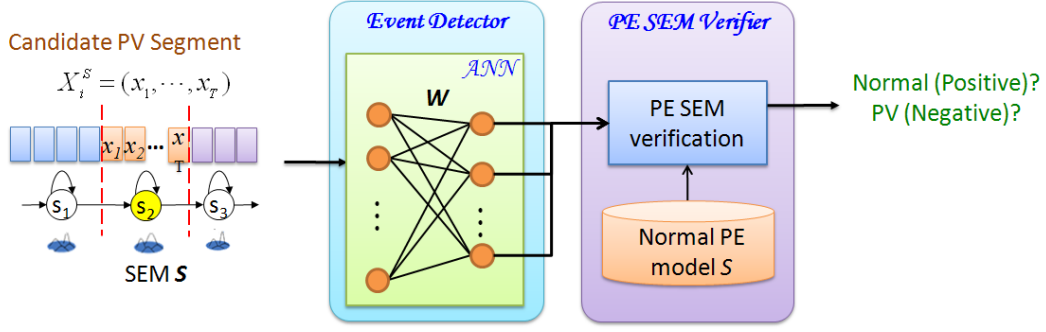 Candidate PV Segment
X_i^S = (x_1, ..., x_T)
x_1 x_2 ... x_T
s_1 s_2 s_3
SEM S
Event Detector
ANN
W
PE SEM Verifier
PE SEM
verification
Normal PE
model S
Normal (Positive)?
PV (Negative)?